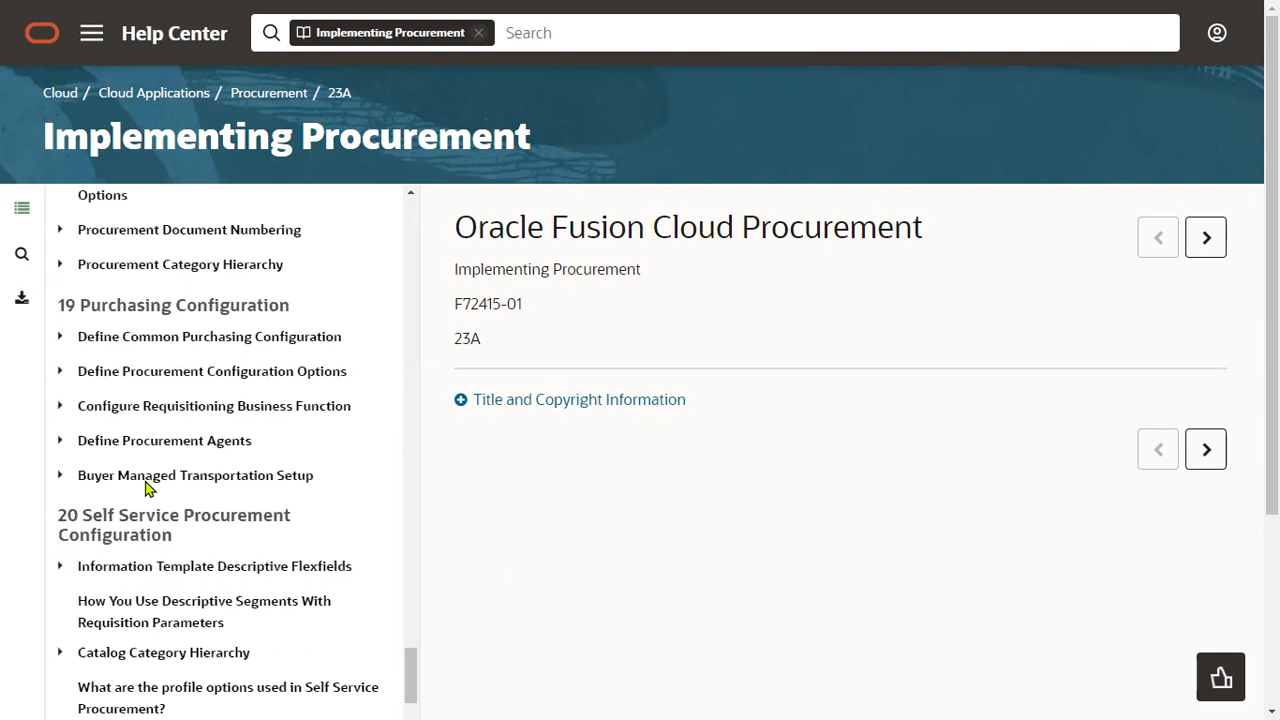 Help Center
Implementing Procurement
Search
Cloud / Cloud Applications / Procurement / 23A
Implementing Procurement
Options
Procurement Document Numbering
Procurement Category Hierarchy
19 Purchasing Configuration
Define Common Purchasing Configuration
Define Procurement Configuration Options
Configure Requisitioning Business Function
Define Procurement Agents
Buyer Managed Transportation Setup
20 Self Service Procurement
Configuration
Information Template Descriptive Flexfields
How You Use Descriptive Segments With
Requisition Parameters
Catalog Category Hierarchy
What are the profile options used in Self Service
Procurement?
Oracle Fusion Cloud Procurement
Implementing Procurement
F72415-01
23A
Title and Copyright Information